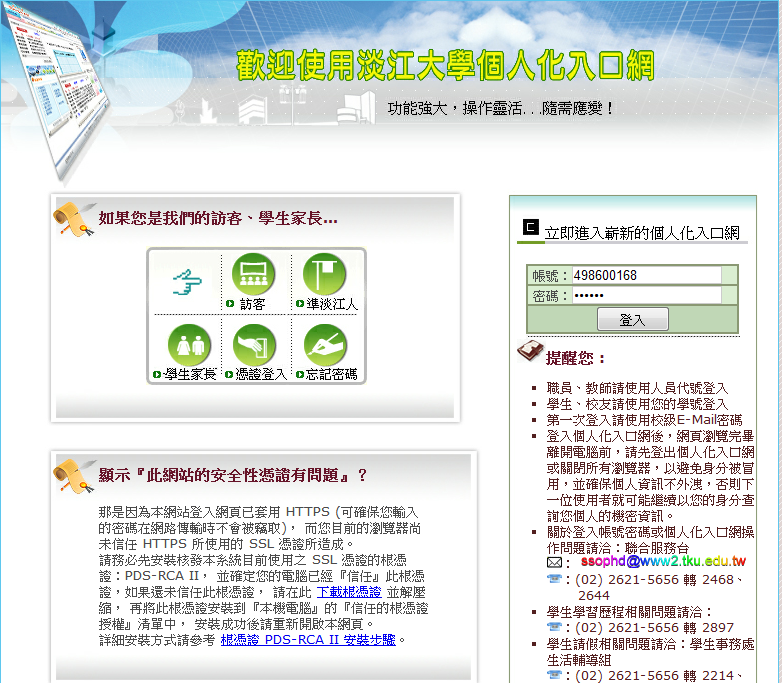 歡迎使用淡江大學個人化入口網
功能強大，操作靈活...隨需應變！
如果您是我們的訪客、學生家長...
訪客
準淡江人
學生家長
憑證登入
忘記密碼
顯示『此網站的安全性憑證有問題』？
那是因為本網站登入網頁已套用 HTTPS (可確保您輸入
的密碼在網路傳輸時不會被竊取)， 而您目前的瀏覽器尚
未信任 HTTPS 所使用的 SSL 憑證所造成。
請務必先安裝核發本系統目前使用之 SSL 憑證的根憑
證：PDS-RCA II， 並確定您的電腦已經『信任』此根憑
證，如果還未信任此根憑證， 請在此 下載根憑證 並解壓
縮， 再將此根憑證安裝到『本機電腦』的『信任的根憑證
授權』清單中， 安裝成功後請重新開啟本網頁。
詳細安裝方式請參考 根憑證 PDS-RCA II 安裝步驟。
立即進入嶄新的個人化入口網
帳號：498600168
密碼：••••••
登入
提醒您：
職員、教師請使用人員代號登入
學生、校友請使用您的學號登入
第一次登入請使用校級E-Mail密碼
登入個人化入口網後，網頁瀏覽完畢
離開電腦前，請先登出個人化入口網
或關閉所有瀏覽器，以避免身分被冒
用，並確保個人資訊不外洩，否則下
一位使用者就可能繼續以您的身分查
詢您個人的機密資訊。
關於登入帳號密碼或個人化入口網操
作問題請洽：聯合服務台
： ssophd@www2.tku.edu.tw
：(02) 2621-5656 轉 2468、
2644
學生學習歷程相關問題請洽：
：(02) 2621-5656 轉 2897
學生請假相關問題請洽：學生事務處
生活輔導組
：(02) 2621-5656 轉 2214、